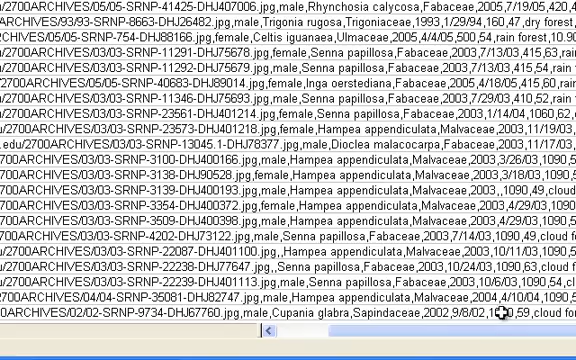 ARCHIVES/05/05-SRNP-41425-DHJ407006.jpg,male,Rhynchosia calycosa,Fabaceae,2005,7/19/05,420,
ARCHIVES/93/93-SRNP-8663-DHJ26482.jpg,male,Trigonia rugosa,Trigoniaceae,1993,1/29/94,160,47,dry forest,
CHIVES/05/05-SRNP-754-DHJ88166.jpg,female,Celtis iguanaea,Ulmaceae,2005,4/4/05,500,54,rain forest,10.90
u/2700ARCHIVES/03/03-SRNP-11291-DHJ75678.jpg,female,Senna papillosa,Fabaceae,2003,7/13/03,415,63,rain
u/2700ARCHIVES/03/03-SRNP-11292-DHJ75679.jpg,male,Senna papillosa,Fabaceae,2003,7/13/03,415,54,rain f
/2700ARCHIVES/05/05-SRNP-40683-DHJ89014.jpg,female,Inga oerstediana,Fabaceae,2005,4/18/05,415,60,rain
u/2700ARCHIVES/03/03-SRNP-11346-DHJ75693.jpg,male,Senna papillosa,Fabaceae,2003,7/29/03,410,52,rain f
u/2700ARCHIVES/03/03-SRNP-23561-DHJ401214.jpg,female,Senna papillosa,Fabaceae,2003,1/14/04,1060,62,
u/2700ARCHIVES/03/03-SRNP-23573-DHJ401218.jpg,female,Hampea appendiculata,Malvaceae,2003,11/19/03,
.edu/2700ARCHIVES/03/03-SRNP-13045.1-DHJ78377.jpg,male,Dioclea malacocarpa,Fabaceae,2003,11/17/03,
700ARCHIVES/03/03-SRNP-3100-DHJ400166.jpg,male,Hampea appendiculata,Malvaceae,2003,3/26/03,1090,5
700ARCHIVES/03/03-SRNP-3138-DHJ90528.jpg,female,Hampea appendiculata,Malvaceae,2003,3/18/03,1090,5
700ARCHIVES/03/03-SRNP-3139-DHJ400193.jpg,male,Hampea appendiculata,Malvaceae,2003,,1090,49,cloud f
700ARCHIVES/03/03-SRNP-3354-DHJ400372.jpg,female,Hampea appendiculata,Malvaceae,2003,4/29/03,1090
700ARCHIVES/03/03-SRNP-3509-DHJ400398.jpg,male,Hampea appendiculata,Malvaceae,2003,4/29/03,1090,5
700ARCHIVES/03/03-SRNP-4202-DHJ73122.jpg,male,Senna papillosa,Fabaceae,2003,7/14/03,1090,49,cloud fo
u/2700ARCHIVES/03/03-SRNP-22087-DHJ401100.jpg,,Hampea appendiculata,Malvaceae,2003,10/11/03,1090,
u/2700ARCHIVES/03/03-SRNP-22238-DHJ77647.jpg,,Senna papillosa,Fabaceae,2003,10/24/03,1090,63,cloud f
u/2700ARCHIVES/03/03-SRNP-22239-DHJ401113.jpg,male,Senna papillosa,Fabaceae,2003,10/6/03,1090,54,cl
2700ARCHIVES/04/04-SRNP-35081-DHJ82747.jpg,male,Hampea appendiculata,Malvaceae,2004,4/10/04,1090,5
00ARCHIVES/02/02-SRNP-9734-DHJ67760.jpg,male,Cupania glabra,Sapindaceae,2002,9/8/02,1090,59,cloud for